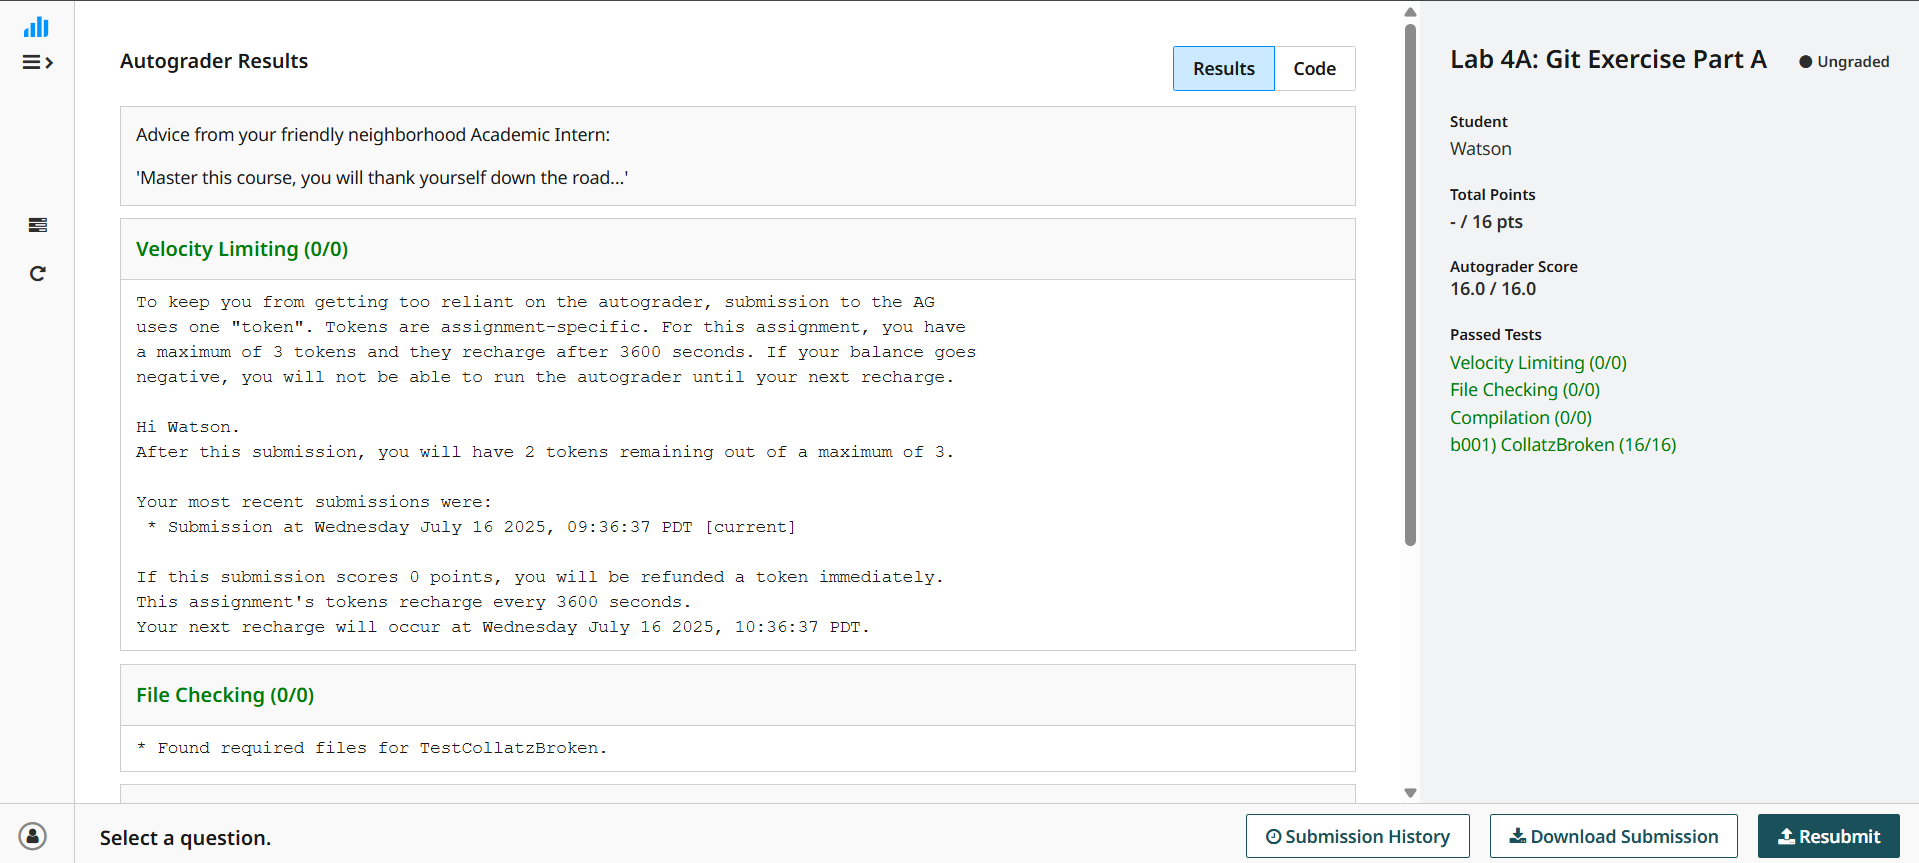 Autograder Results
Results
Code
Advice from your friendly neighborhood Academic Intern:
'Master this course, you will thank yourself down the road...'
Velocity Limiting (0/0)
To keep you from getting too reliant on the autograder, submission to the AG
uses one "token". Tokens are assignment-specific. For this assignment, you have
a maximum of 3 tokens and they recharge after 3600 seconds. If your balance goes
negative, you will not be able to run the autograder until your next recharge.
Hi Watson.
After this submission, you will have 2 tokens remaining out of a maximum of 3.
Your most recent submissions were:
* Submission at Wednesday July 16 2025, 09:36:37 PDT [current]
If this submission scores 0 points, you will be refunded a token immediately.
This assignment's tokens recharge every 3600 seconds.
Your next recharge will occur at Wednesday July 16 2025, 10:36:37 PDT.
File Checking (0/0)
* Found required files for TestCollatzBroken.
Lab 4A: Git Exercise Part A
Ungraded
Student
Watson
Total Points
- / 16 pts
Autograder Score
16.0 / 16.0
Passed Tests
Velocity Limiting (0/0)
File Checking (0/0)
Compilation (0/0)
b001) CollatzBroken (16/16)
Select a question.
Submission History
Download Submission
Resubmit